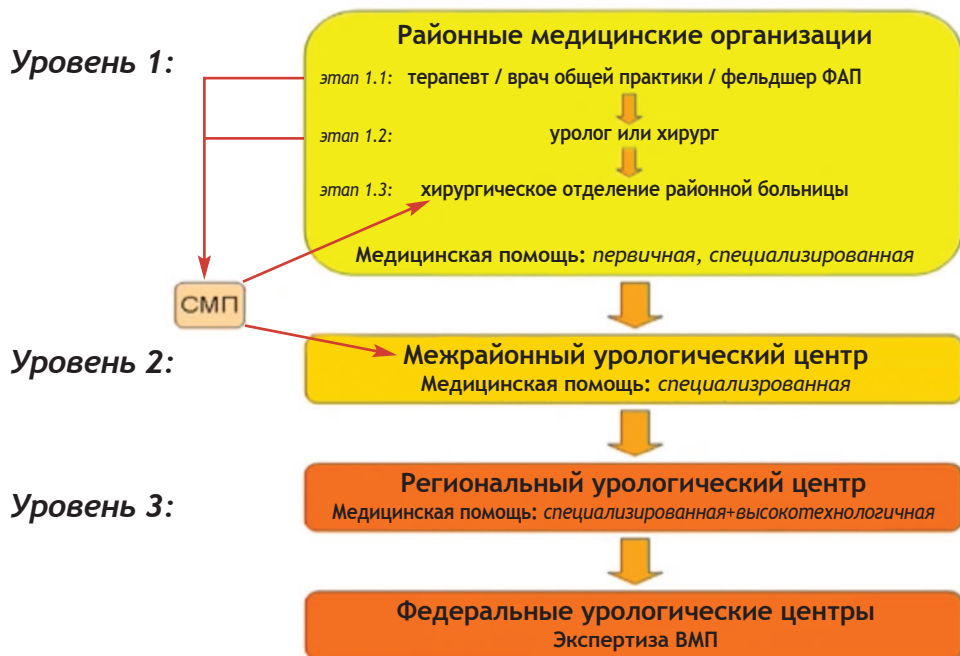 Районные медицинские организации
Уровень 1:
этап 1.1: терапевт / врач общей практики / фельдшер ФАП
этап 1.2: уролог или хирург
этап 1.3: хирургическое отделение районной больницы
Медицинская помощь: первичная, специализированная
СМП
Уровень 2:
Межрайонный урологический центр
Медицинская помощь: специализрованная
Уровень 3:
Региональный урологический центр
Медицинская помощь: специализированная+высокотехнологичная
Федеральные урологические центры
Экспертиза ВМП